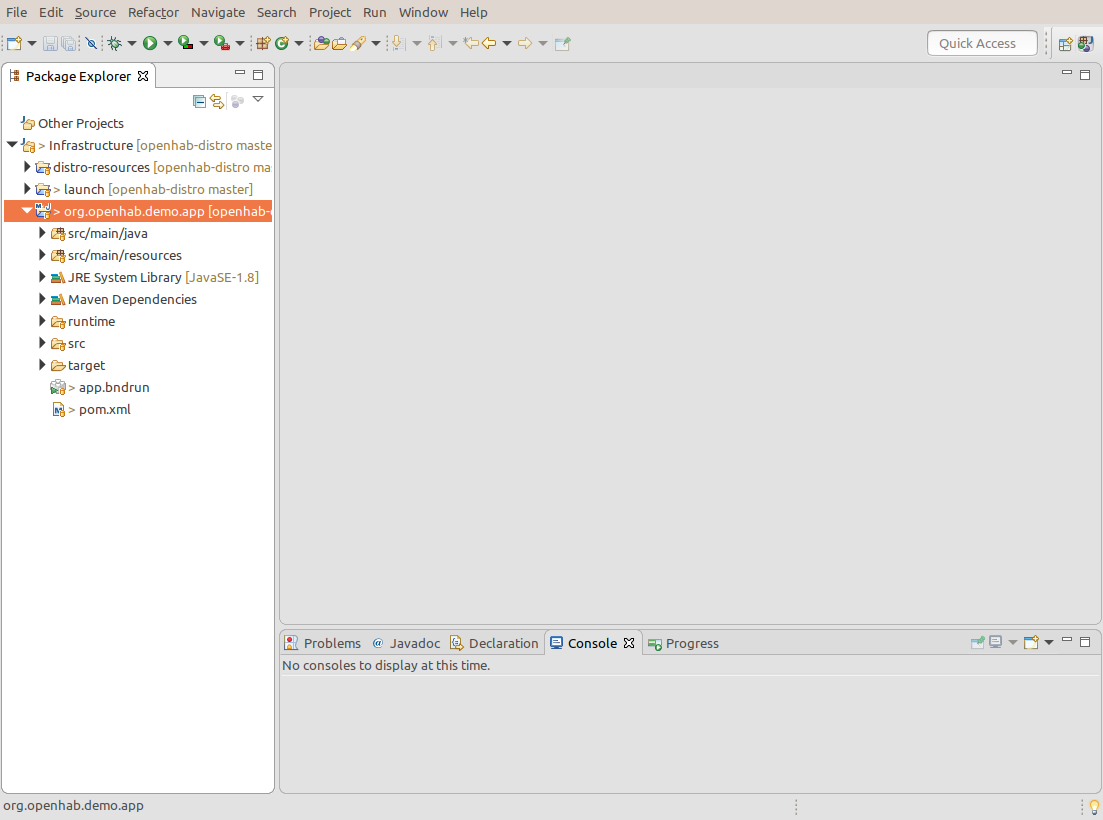 File Edit Source Refactor Navigate Search Project Run Window Help
Quick Access
Package Explorer
Other Projects
> Infrastructure [openhab-distro maste
distro-resources [openhab-distro mas
> launch [openhab-distro master]
> org.openhab.demo.app [openhab-
src/main/java
src/main/resources
JRE System Library [JavaSE-1.8]
Maven Dependencies
runtime
src
target
> app.bndrun
> pom.xml
Problems @ Javadoc Declaration Console Progress
No consoles to display at this time.
org.openhab.demo.app